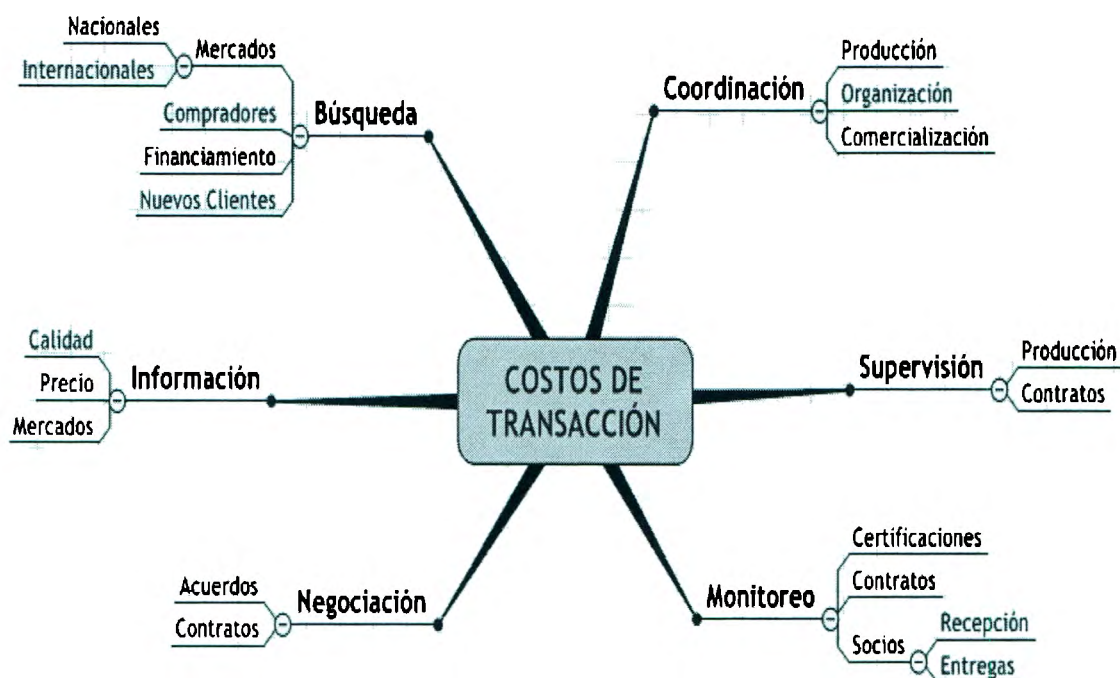 Nacionales
Internacionales
Mercados
Compradores
Financiamiento
Nuevos Clientes
Búsqueda
Coordinación
Producción
Organización
Comercialización
Calidad
Precio
Mercados
Información
COSTOS DE
TRANSACCIÓN
Supervisión
Producción
Contratos
Acuerdos
Contratos
Negociación
Monitoreo
Certificaciones
Contratos
Socios
Recepción
Entregas